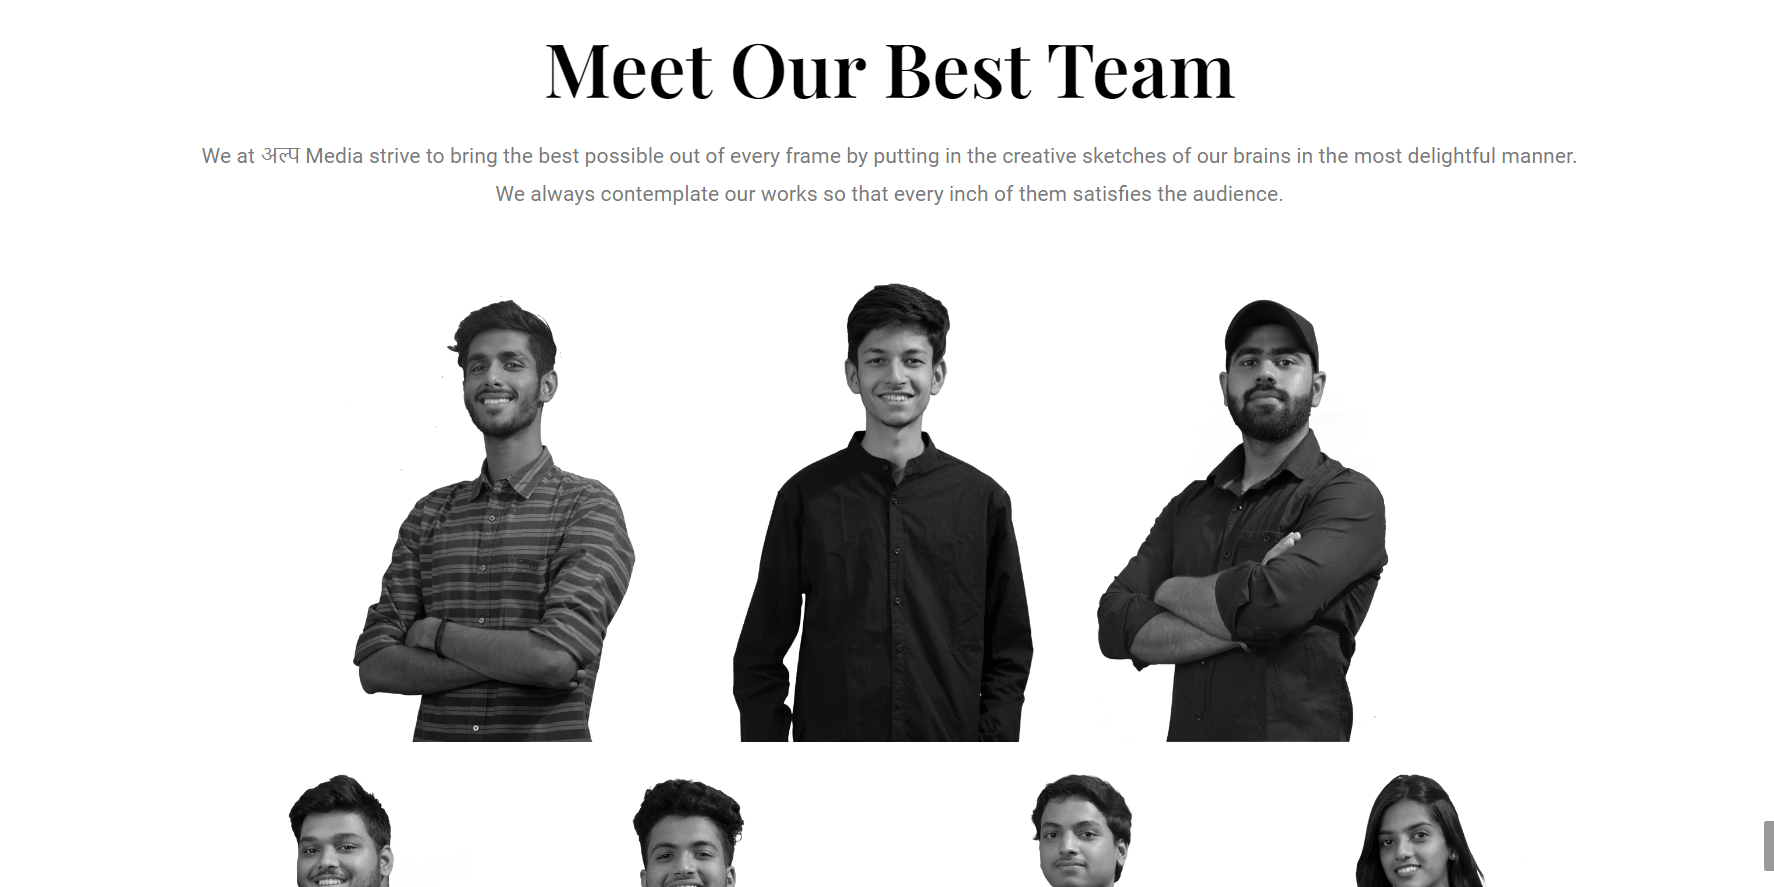 Meet Our Best Team
We at अल्प Media strive to bring the best possible out of every frame by putting in the creative sketches of our brains in the most delightful manner.
We always contemplate our works so that every inch of them satisfies the audience.